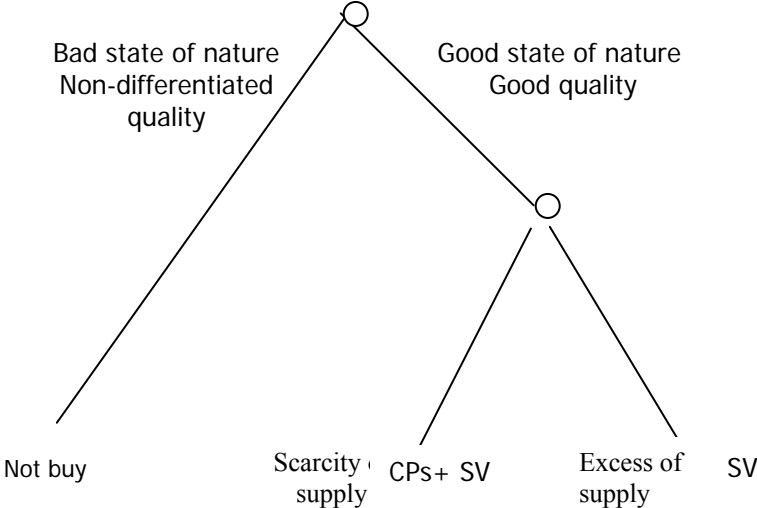 Bad state of nature
Non-differentiated
quality
Good state of nature
Good quality
Not buy
Scarcity
supply
CPs+ SV
Excess of
supply
SV